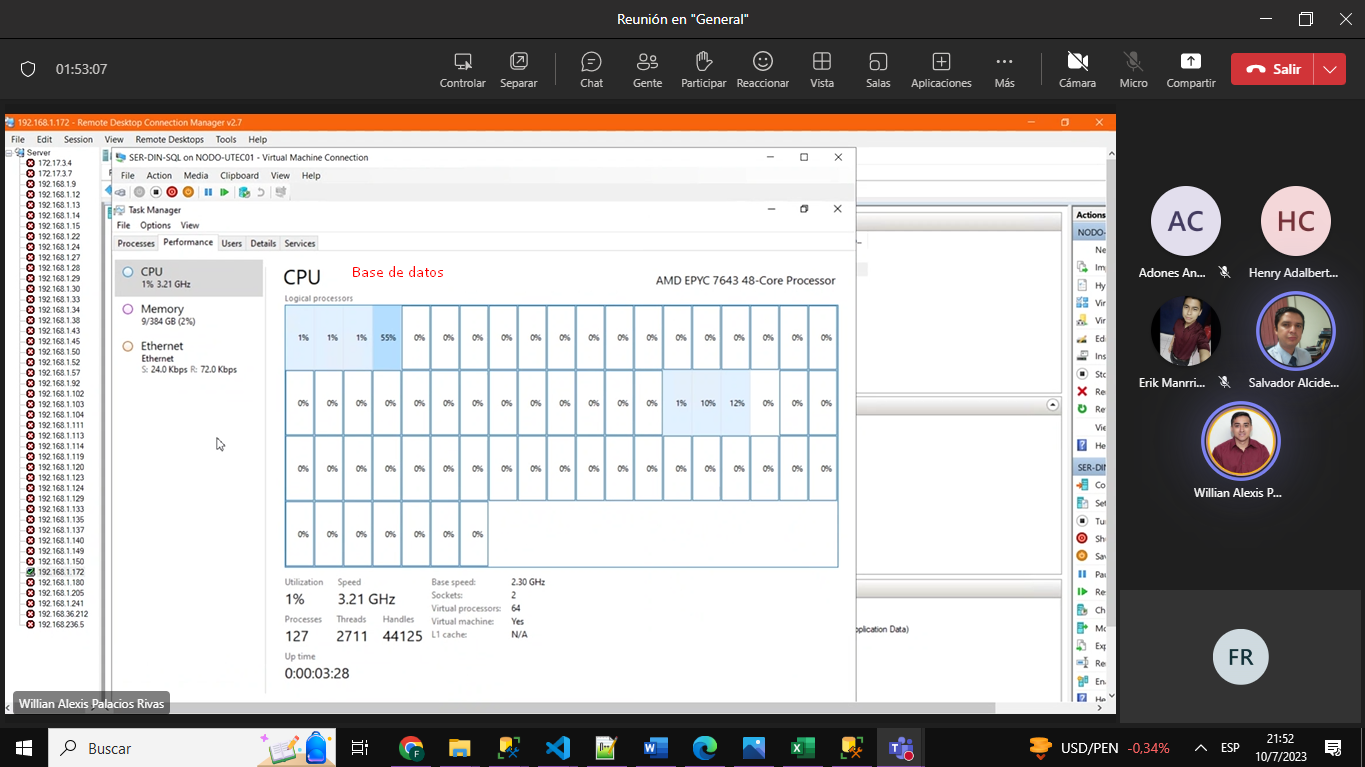 Reunión en "General"
01:53:07
Controlar Separar Chat Gente Participar Reaccionar Vista Salas Aplicaciones Más Cámara Micro Compartir Salir
192.168.1.172 - Remote Desktop Connection Manager v2.7
File Edit Session View Remote Desktops Tools Help
Server
172.17.3.4
172.17.3.7
192.168.1.9
192.168.1.12
192.168.1.13
192.168.1.14
192.168.1.15
192.168.1.22
192.168.1.24
192.168.1.27
192.168.1.28
192.168.1.29
192.168.1.30
192.168.1.33
192.168.1.34
192.168.1.38
192.168.1.43
192.168.1.45
192.168.1.50
192.168.1.52
192.168.1.57
192.168.1.92
192.168.1.102
192.168.1.103
192.168.1.104
192.168.1.111
192.168.1.113
192.168.1.114
192.168.1.119
192.168.1.120
192.168.1.123
192.168.1.124
192.168.1.129
192.168.1.133
192.168.1.135
192.168.1.137
192.168.1.140
192.168.1.149
192.168.1.150
192.168.1.172
192.168.1.180
192.168.1.205
192.168.1.241
192.168.36.212
192.168.236.5
SER-DIN-SQL on NODO-UTEC01 - Virtual Machine Connection
File Action Media Clipboard View Help
Task Manager
File Options View
Processes Performance Users Details Services
CPU
1% 3.21 GHz
Memory
9/384 GB (2%)
Ethernet
Ethernet
S: 24.0 Kbps R: 72.0 Kbps
CPU Base de datos AMD EPYC 7643 48-Core Processor
Logical processors
1% 1% 1% 55% 0% 0% 0% 0% 0% 0% 0% 0% 0% 0% 0% 0% 0% 0% 0%
0% 0% 0% 0% 0% 0% 0% 0% 0% 0% 0% 0% 0% 1% 10% 12% 0% 0% 0%
0% 0% 0% 0% 0% 0% 0% 0% 0% 0% 0% 0% 0% 0% 0% 0% 0% 0% 0%
0% 0% 0% 0% 0% 0% 0%
Utilization Speed
1% 3.21 GHz
Processes Threads Handles
127 2711 44125
Up time
0:00:03:28
Base speed: 2.30 GHz
Sockets: 2
Virtual processors: 64
Virtual machine: Yes
L1 cache: N/A
plication Data)
Actions
NODO-
SER-DIN
Willian Alexis Palacios Rivas
AC HC
Adones An... Henry Adalbert...
Erik Manrri... Salvador Alcide...
Willian Alexis P...
FR
Buscar
USD/PEN -0,34%
ESP
21:52
10/7/2023